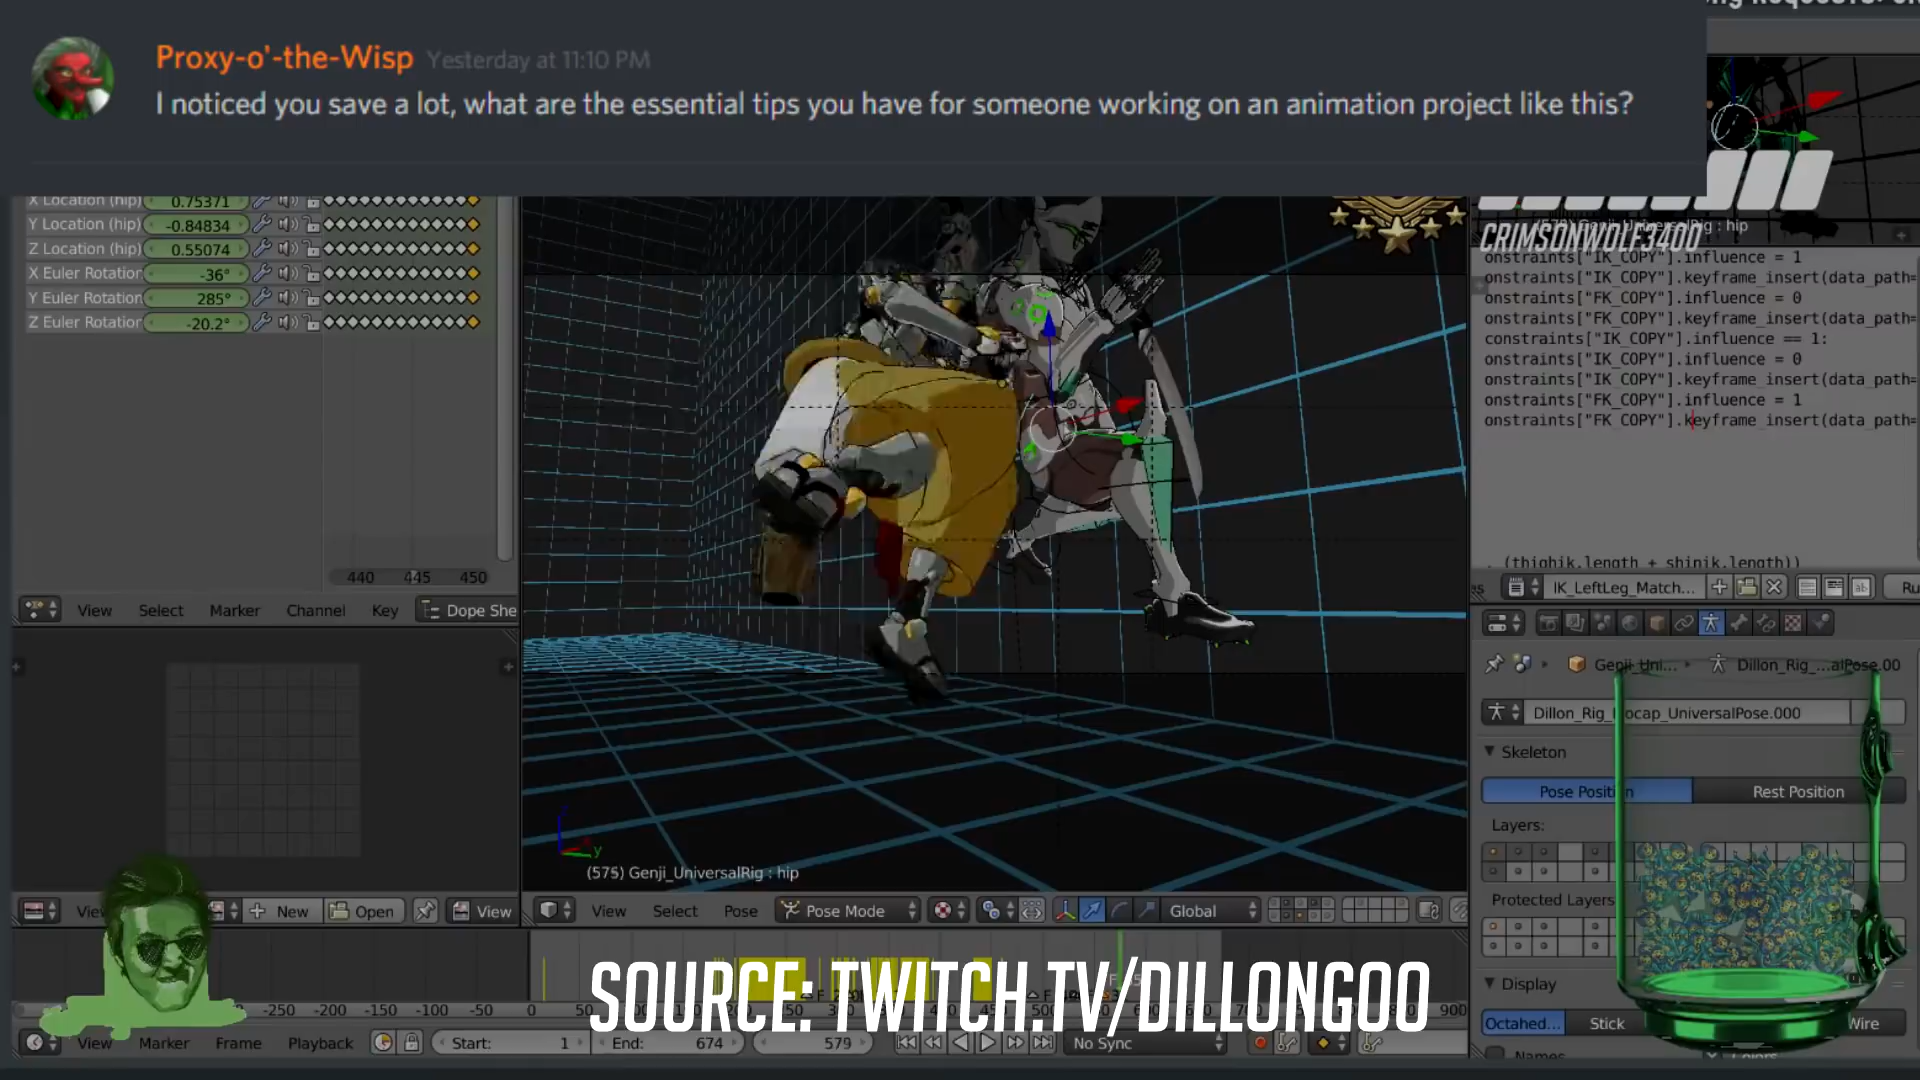 Proxy-o'-the-Wisp Yesterday at 11:10 PM
I noticed you save a lot, what are the essential tips you have for someone working on an animation project like this?
X Location (hip) 0.75371
Y Location (hip) -0.84834
Z Location (hip) 0.55074
X Euler Rotation -36°
Y Euler Rotation 285°
Z Euler Rotation -20.2°
440 445 450
View Select Marker Channel Key Dope She
CRIMSONWOLF3400
onstraints["IK_COPY"].influence = 1
onstraints["IK_COPY"].keyframe_insert(data_path=
onstraints["FK_COPY"].influence = 0
onstraints["FK_COPY"].keyframe_insert(data_path=
constraints["IK_COPY"].influence == 1:
onstraints["IK_COPY"].influence = 0
onstraints["IK_COPY"].keyframe_insert(data_path=
onstraints["FK_COPY"].influence = 1
onstraints["FK_COPY"].keyframe_insert(data_path=
, (thighik.length + shinik.length))
IK_LeftLeg_Match... Ru
Genji_Uni... Dillon_Rig_...alPose.00
Dillon_Rig_Mocap_UniversalPose.000
Skeleton
Pose Position Rest Position
Layers:
Protected Layers
Display
Octahed... Stick Wire
Names Colors
(575) Genji_UniversalRig : hip
New Open View
View Select Pose Pose Mode Global
SOURCE: TWITCH.TV/DILLONGOO
-250 -200 -150 -100 -50 0 50 900
View Marker Frame Playback Start: 1 End: 674 579 No Sync